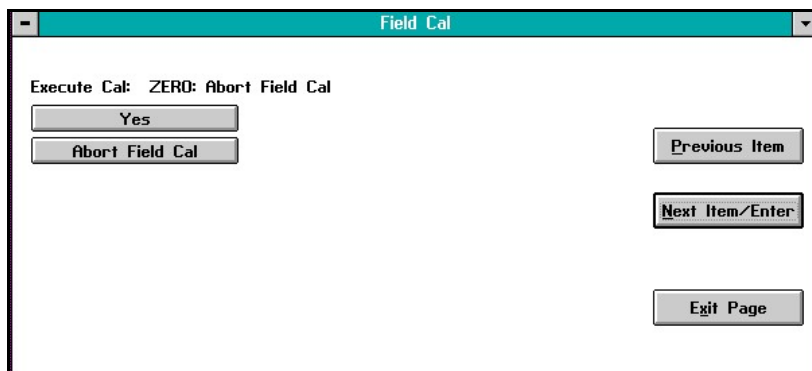 Field Cal
Execute Cal: ZERO: Abort Field Cal
Yes
Abort Field Cal
Previous Item
Next Item/Enter
Exit Page